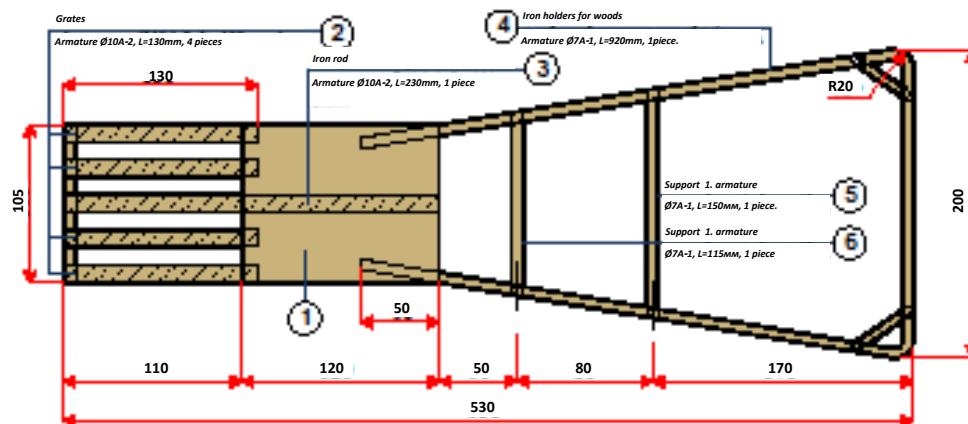 Grates
Armature Ø10A-2, L=130mm, 4 pieces
2
Iron rod
Armature Ø10A-2, L=230mm, 1 piece
3
4
Iron holders for woods
Armature Ø7A-1, L=920mm, 1piece.
130
R20
105
200
Support 1. armature
Ø7A-1, L=150мм, 1 piece.
5
Support 1. armature
Ø7A-1, L=115мм, 1 piece
6
1
50
110
120
50
80
170
530